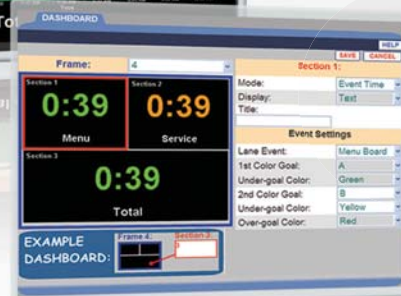 To
DASHBOARD
HELP
SAVE CANCEL
Frame: 4
Section 1:
Section 1
0:39
Menu
Section 2
0:39
Service
Section 3
0:39
Total
Mode: Event Time
Display: Text
Title:
Event Settings
Lane Event: Menu Board
1st Color Goal: A
Under-goal Color: Green
2nd Color Goal: B
Under-goal Color: Yellow
Over-goal Color: Red
EXAMPLE
DASHBOARD:
Frame 4:
Section 3: